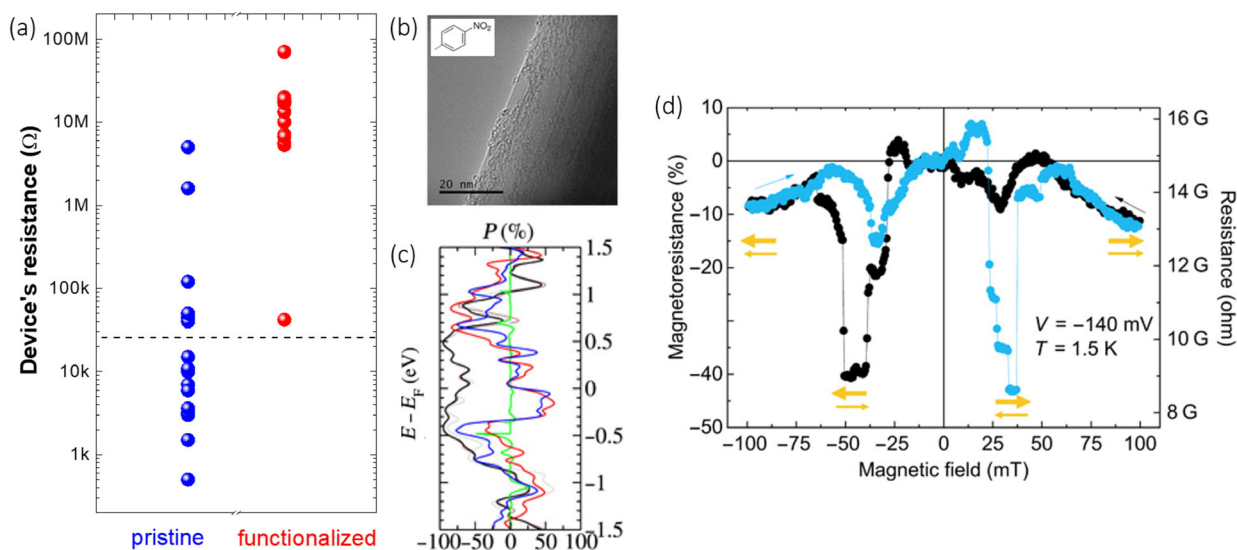 (a)
Device's resistance (Ω)
100M
10M
1M
100k
10k
1k
pristine
functionalized
(b)
NO₂
20 nm
(c)
P (%)
E − E_F (eV)
1.5
1
0.5
0
−0.5
−1
−1.5
−100 −50 0 50 100
(d)
Magnetoresistance (%)
10
0
−10
−20
−30
−40
−50
16 G
14 G
12 G
10 G
8 G
Resistance (ohm)
V = −140 mV
T = 1.5 K
−100 −75 −50 −25 0 25 50 75 100
Magnetic field (mT)